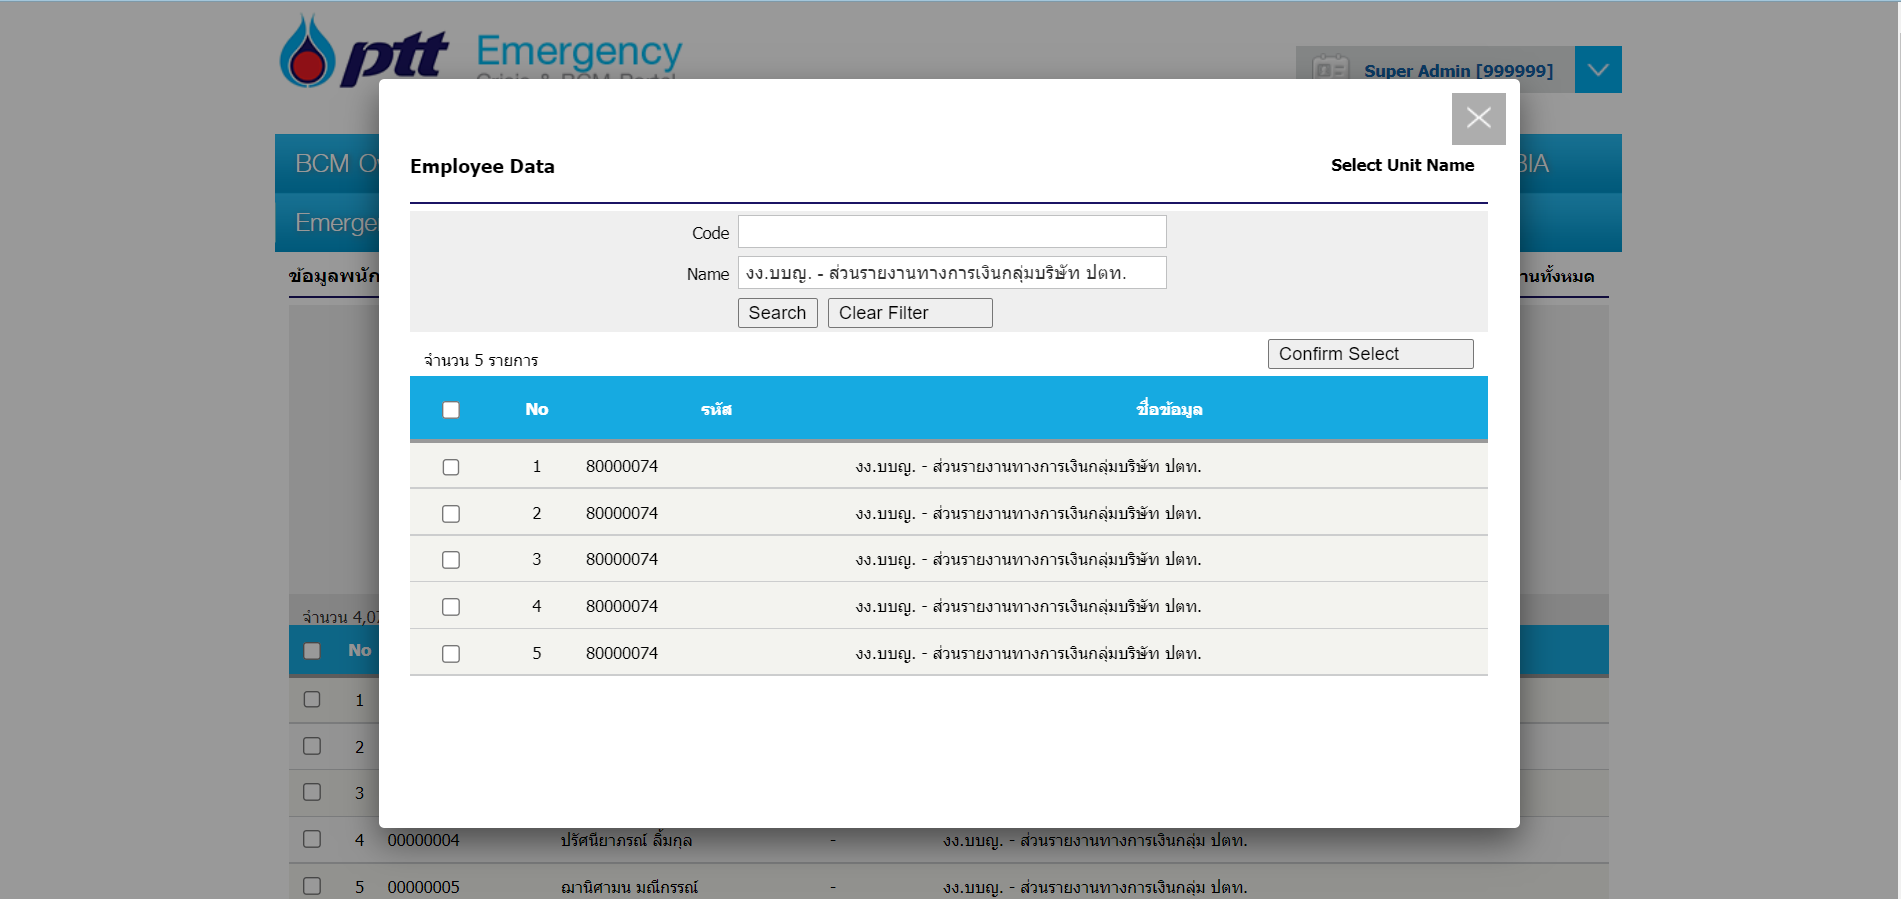 ptt Emergency
Super Admin [999999]
BCM
BIA
Employee Data
Select Unit Name
Code
Name งง.บบญ. - ส่วนรายงานทางการเงินกลุ่มบริษัท ปตท.
Search Clear Filter
จำนวน 5 รายการ
Confirm Select
No รหัส ชื่อข้อมูล
1 80000074 งง.บบญ. - ส่วนรายงานทางการเงินกลุ่มบริษัท ปตท.
2 80000074 งง.บบญ. - ส่วนรายงานทางการเงินกลุ่มบริษัท ปตท.
3 80000074 งง.บบญ. - ส่วนรายงานทางการเงินกลุ่มบริษัท ปตท.
4 80000074 งง.บบญ. - ส่วนรายงานทางการเงินกลุ่มบริษัท ปตท.
5 80000074 งง.บบญ. - ส่วนรายงานทางการเงินกลุ่มบริษัท ปตท.
จำนวน
No
1
2
3
4 00000004 ปรัศนียาภรณ์ ลิ้มกุล - งง.บบญ. - ส่วนรายงานทางการเงินกลุ่ม ปตท.
5 00000005 ฌานิศามน มณีกรรณ์ - งง.บบญ. - ส่วนรายงานทางการเงินกลุ่ม ปตท.